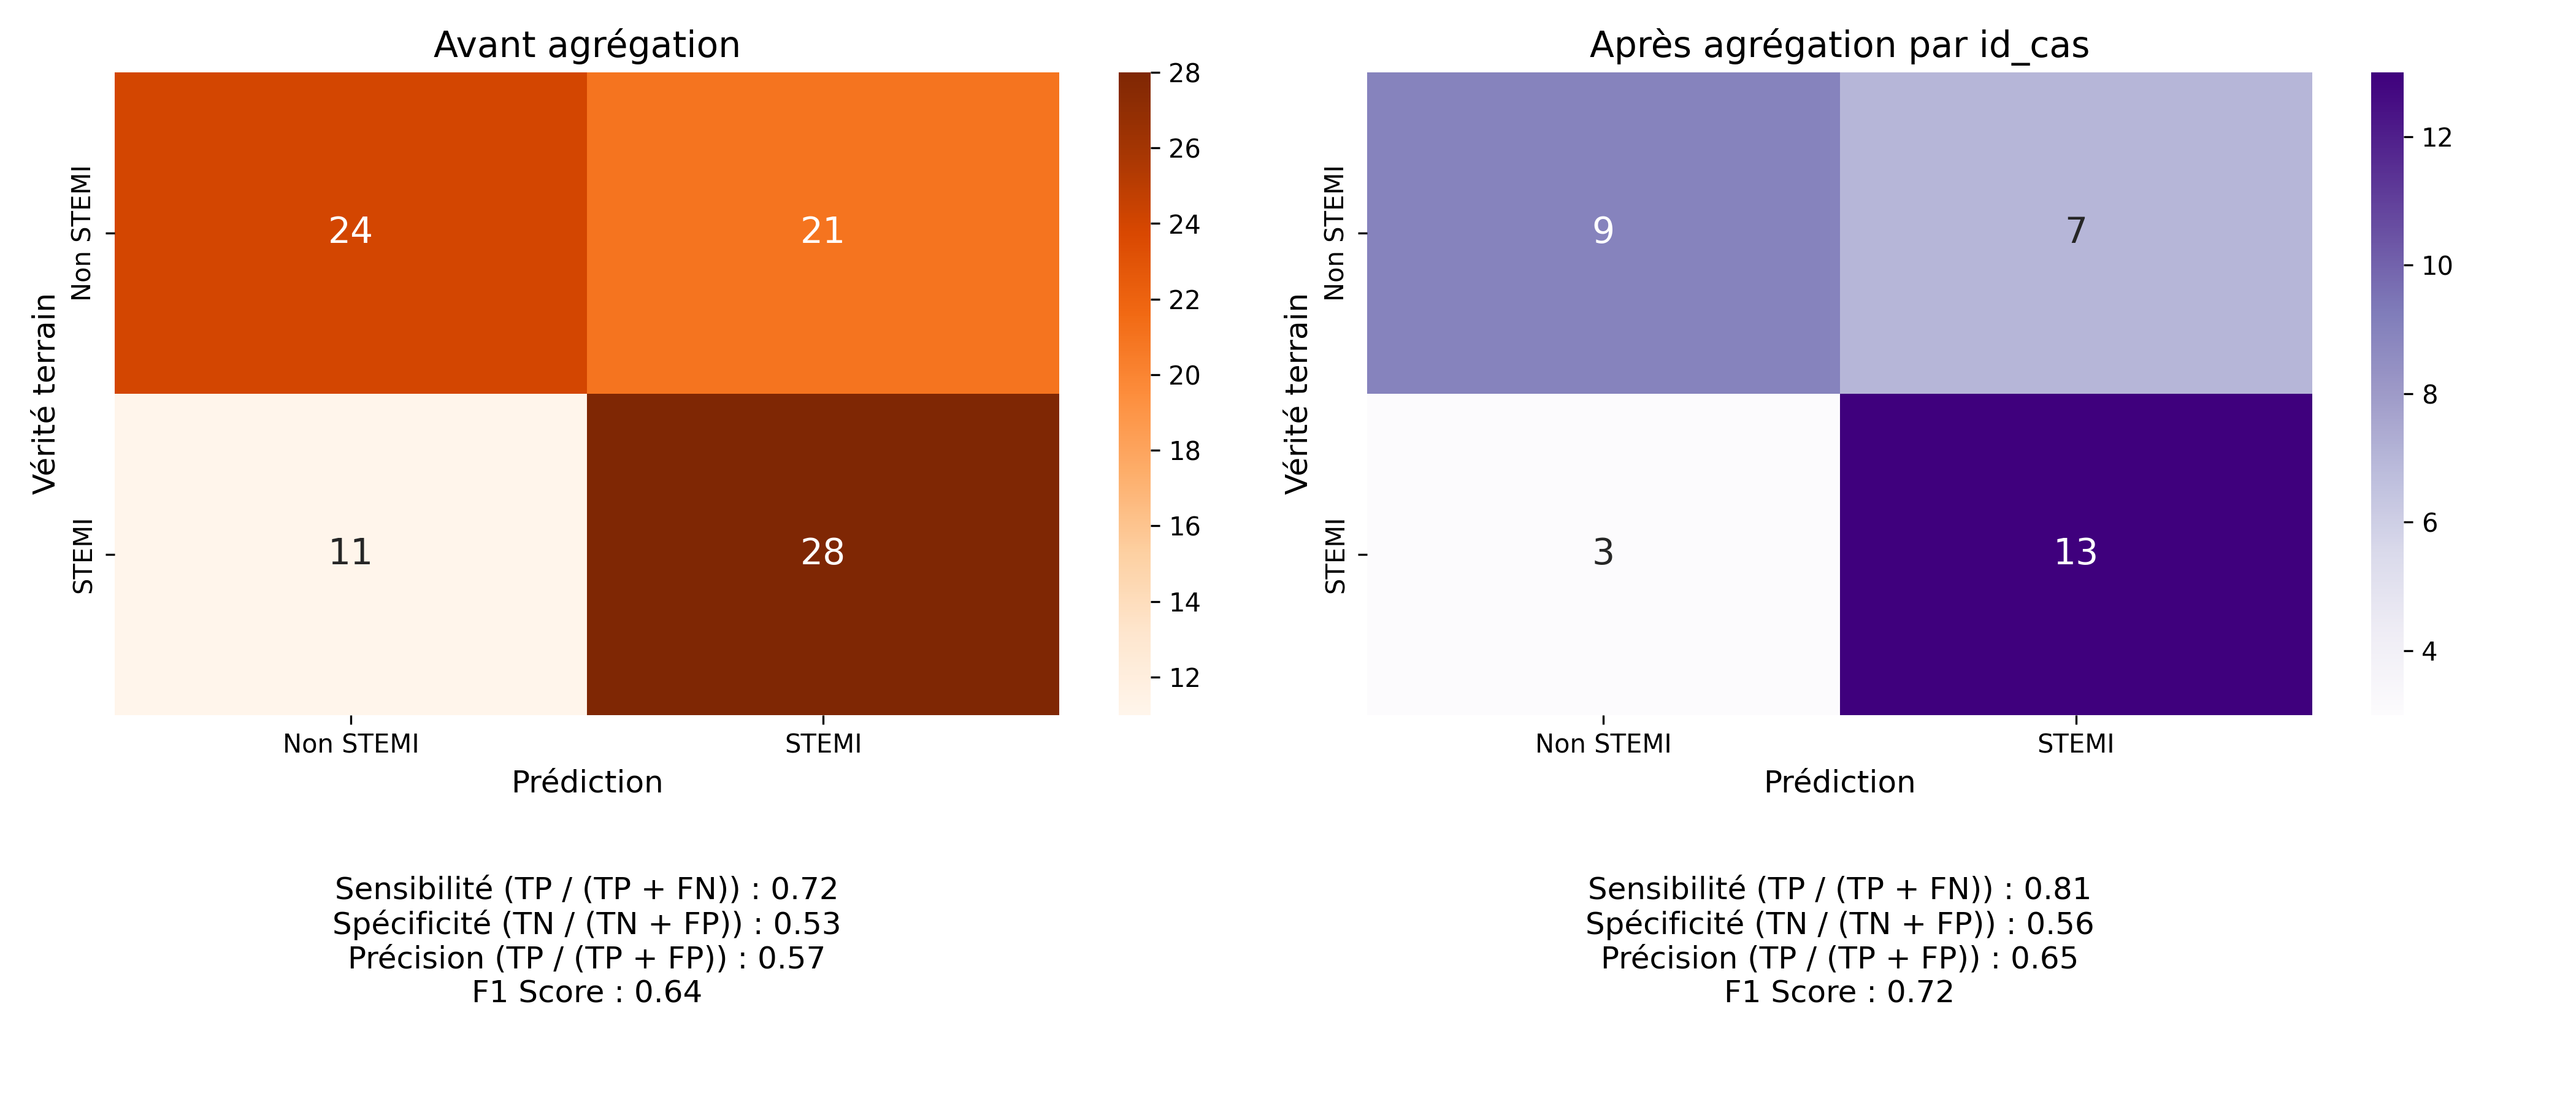 Avant agrégation
Non STEMI
STEMI
Vérité terrain
24
21
11
28
Non STEMI
STEMI
Prédiction
28
26
24
22
20
18
16
14
12
Sensibilité (TP / (TP + FN)) : 0.72
Spécificité (TN / (TN + FP)) : 0.53
Précision (TP / (TP + FP)) : 0.57
F1 Score : 0.64
Après agrégation par id_cas
Non STEMI
STEMI
Vérité terrain
9
7
3
13
Non STEMI
STEMI
Prédiction
12
10
8
6
4
Sensibilité (TP / (TP + FN)) : 0.81
Spécificité (TN / (TN + FP)) : 0.56
Précision (TP / (TP + FP)) : 0.65
F1 Score : 0.72